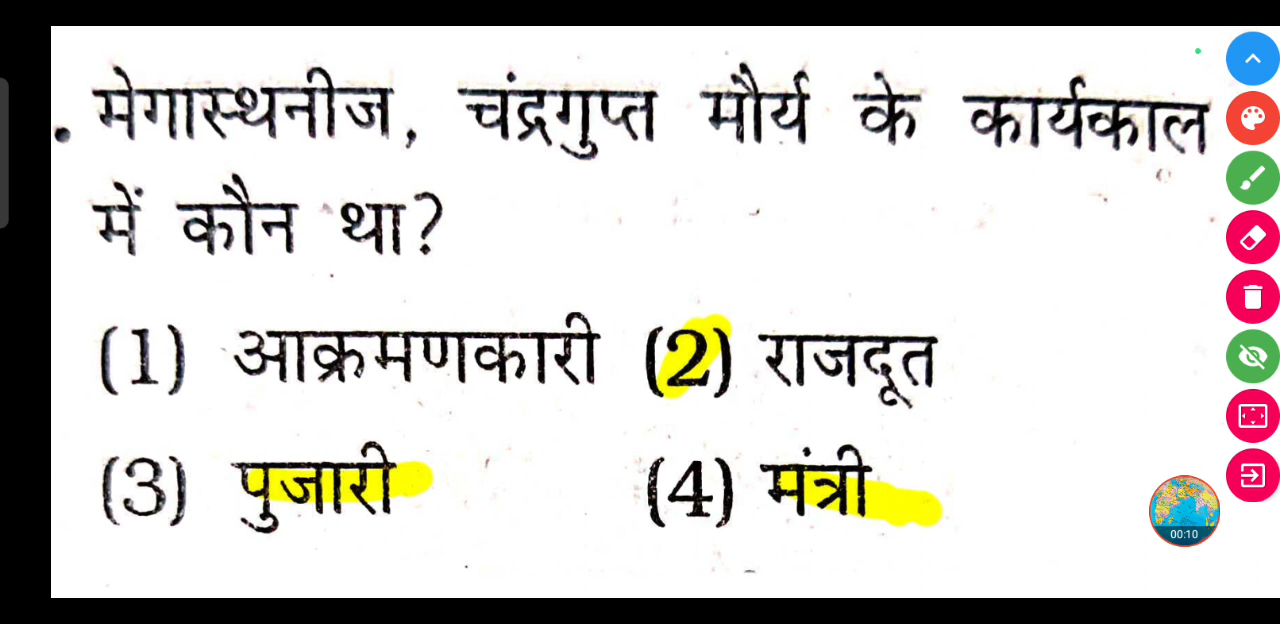 . मेगास्थनीज, चंद्रगुप्त मौर्य के कार्यकाल
में कौन था?
(1) आक्रमणकारी (2) राजदूत
(3) पुजारी (4) मंत्री
00:10